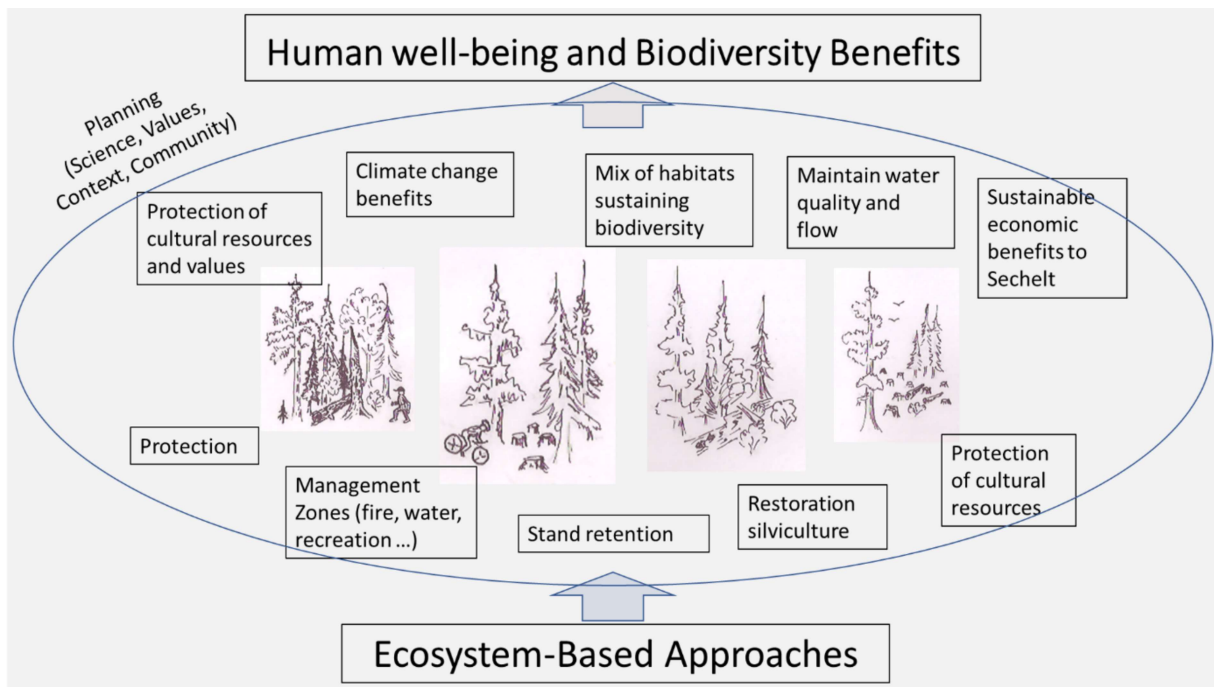 Human well-being and Biodiversity Benefits
Planning
(Science, Values,
Context, Community)
Protection of
cultural resources
and values
Climate change
benefits
Mix of habitats
sustaining
biodiversity
Maintain water
quality and
flow
Sustainable
economic
benefits to
Sechelt
Protection
Management
Zones (fire, water,
recreation ...)
Stand retention
Restoration
silviculture
Protection
of cultural
resources
Ecosystem-Based Approaches